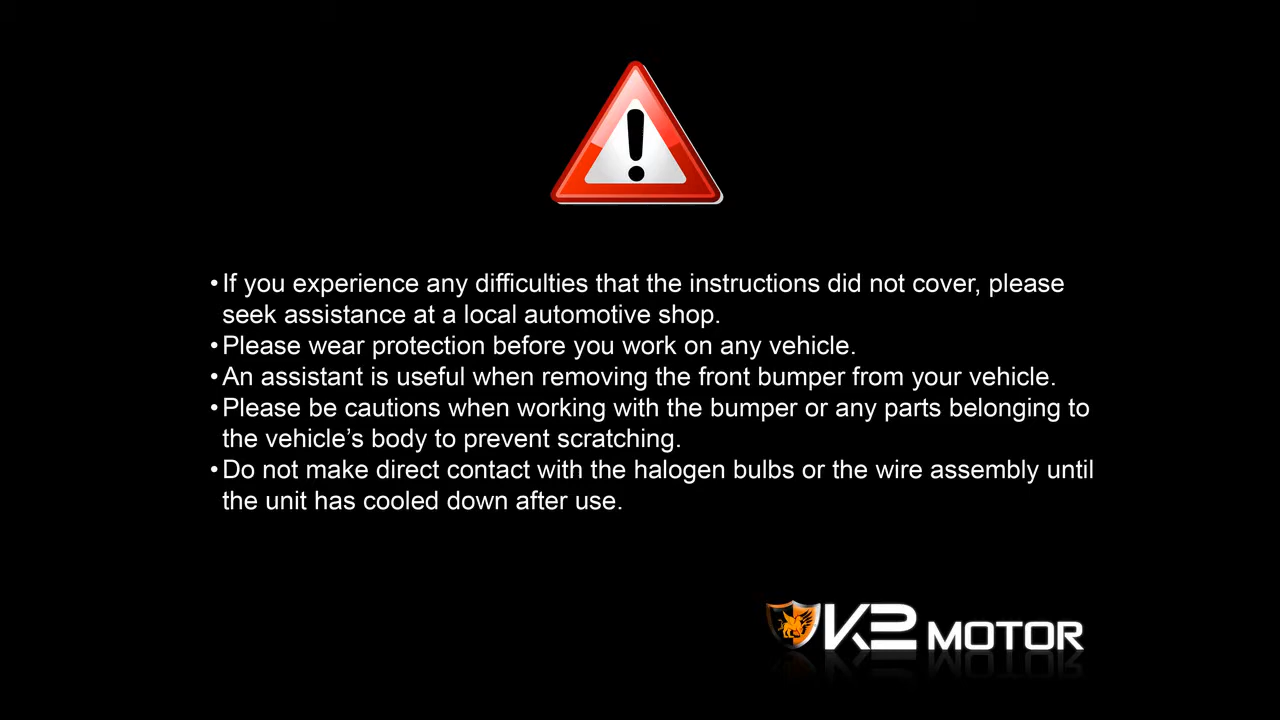 •If you experience any difficulties that the instructions did not cover, please
seek assistance at a local automotive shop.
•Please wear protection before you work on any vehicle.
•An assistant is useful when removing the front bumper from your vehicle.
•Please be cautions when working with the bumper or any parts belonging to
the vehicle’s body to prevent scratching.
•Do not make direct contact with the halogen bulbs or the wire assembly until
the unit has cooled down after use.
K2 MOTOR